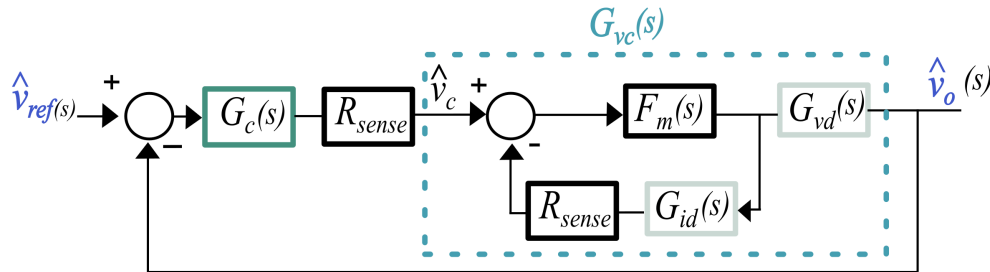 G_vc(s)
v̂_ref(s)
+
−
G_c(s)
R_sense
v̂_c
+
-
F_m(s)
G_vd(s)
v̂_o (s)
R_sense
G_id(s)